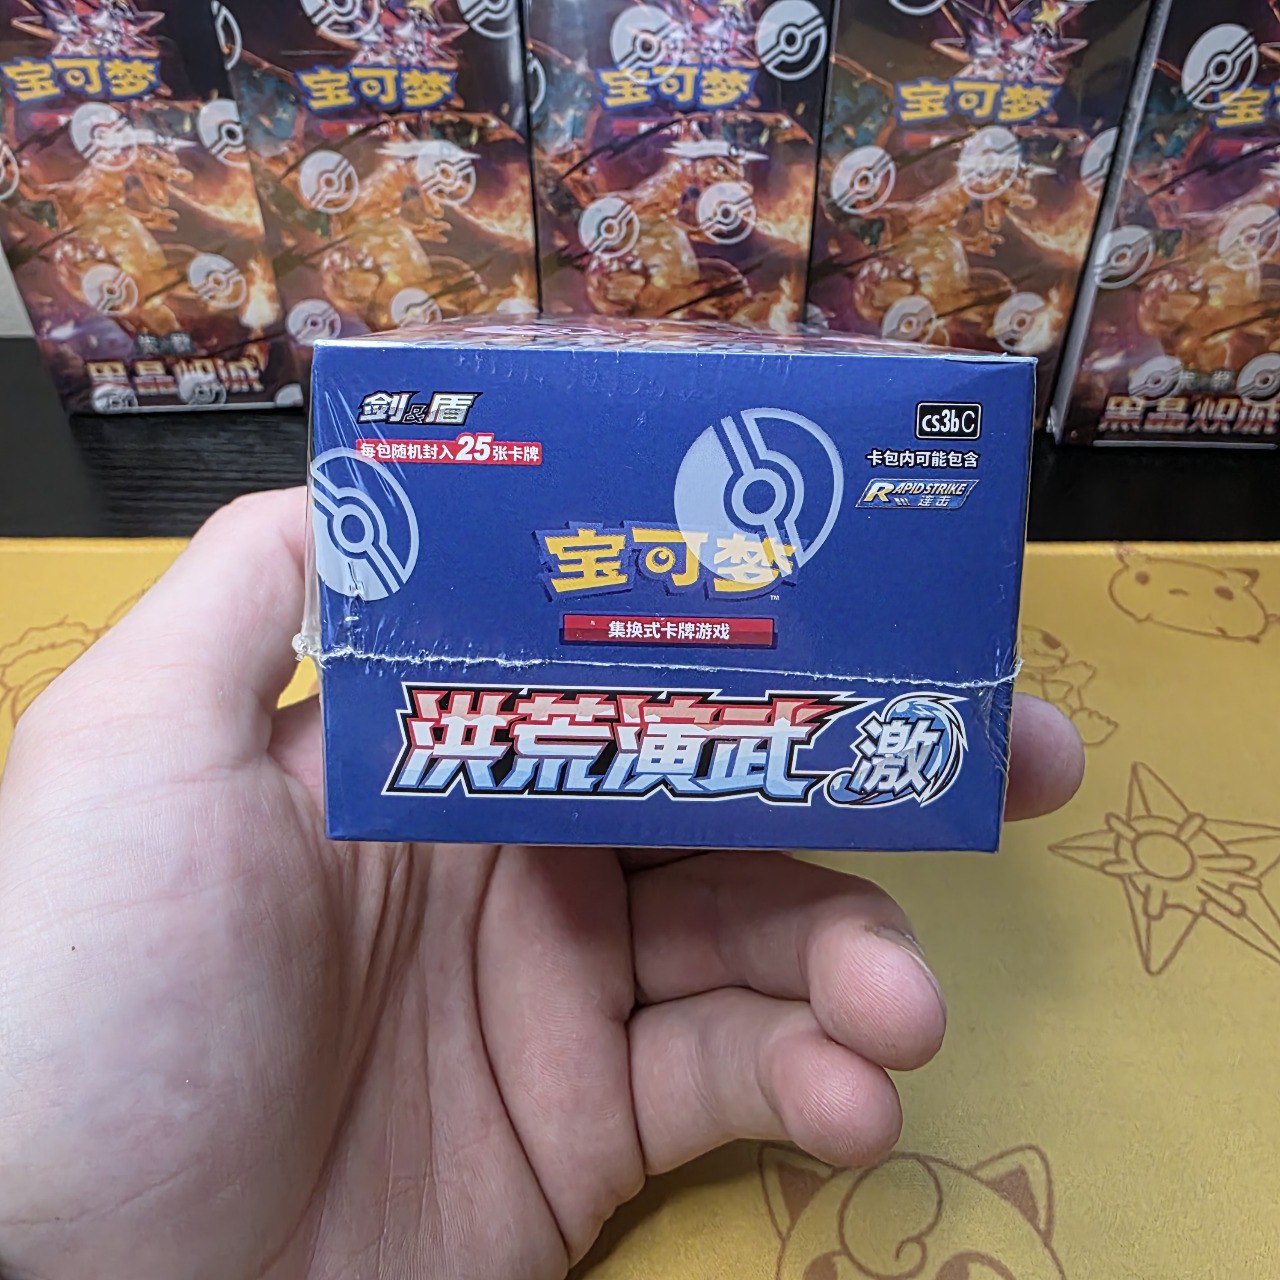 宝可梦
宝可梦
宝可梦
宝可梦
黑晶炽诚
黑晶炽诚
剑&盾
cs3bC
每包随机封入25张卡牌
卡包内可能包含
RAPID STRIKE
连击
宝可梦
TM
集换式卡牌游戏
洪荒演武 激